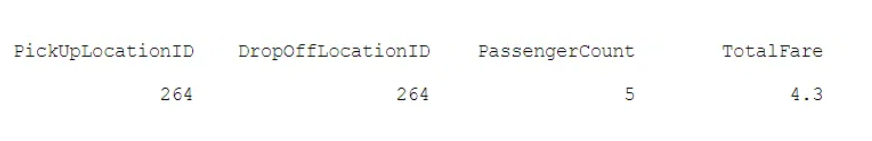 PickUpLocationID DropOffLocationID PassengerCount TotalFare
264 264 5 4.3